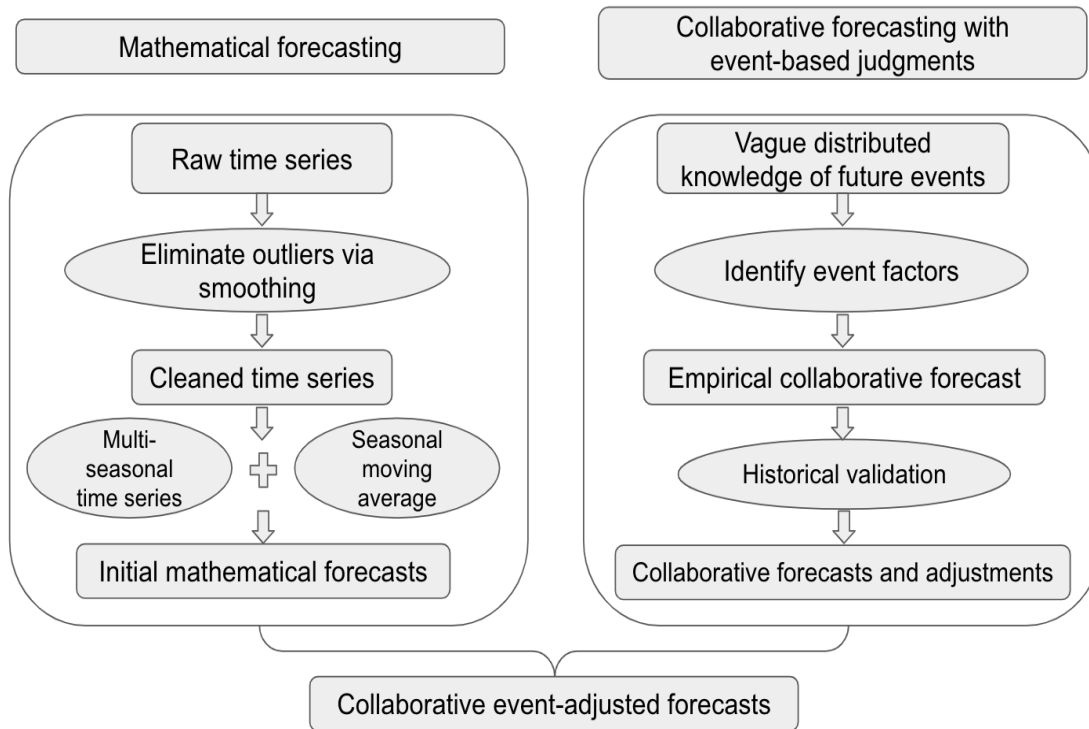 Mathematical forecasting
Collaborative forecasting with
event-based judgments
Raw time series
Eliminate outliers via
smoothing
Cleaned time series
Multi-
seasonal
time series
Seasonal
moving
average
Initial mathematical forecasts
Vague distributed
knowledge of future events
Identify event factors
Empirical collaborative forecast
Historical validation
Collaborative forecasts and adjustments
Collaborative event-adjusted forecasts